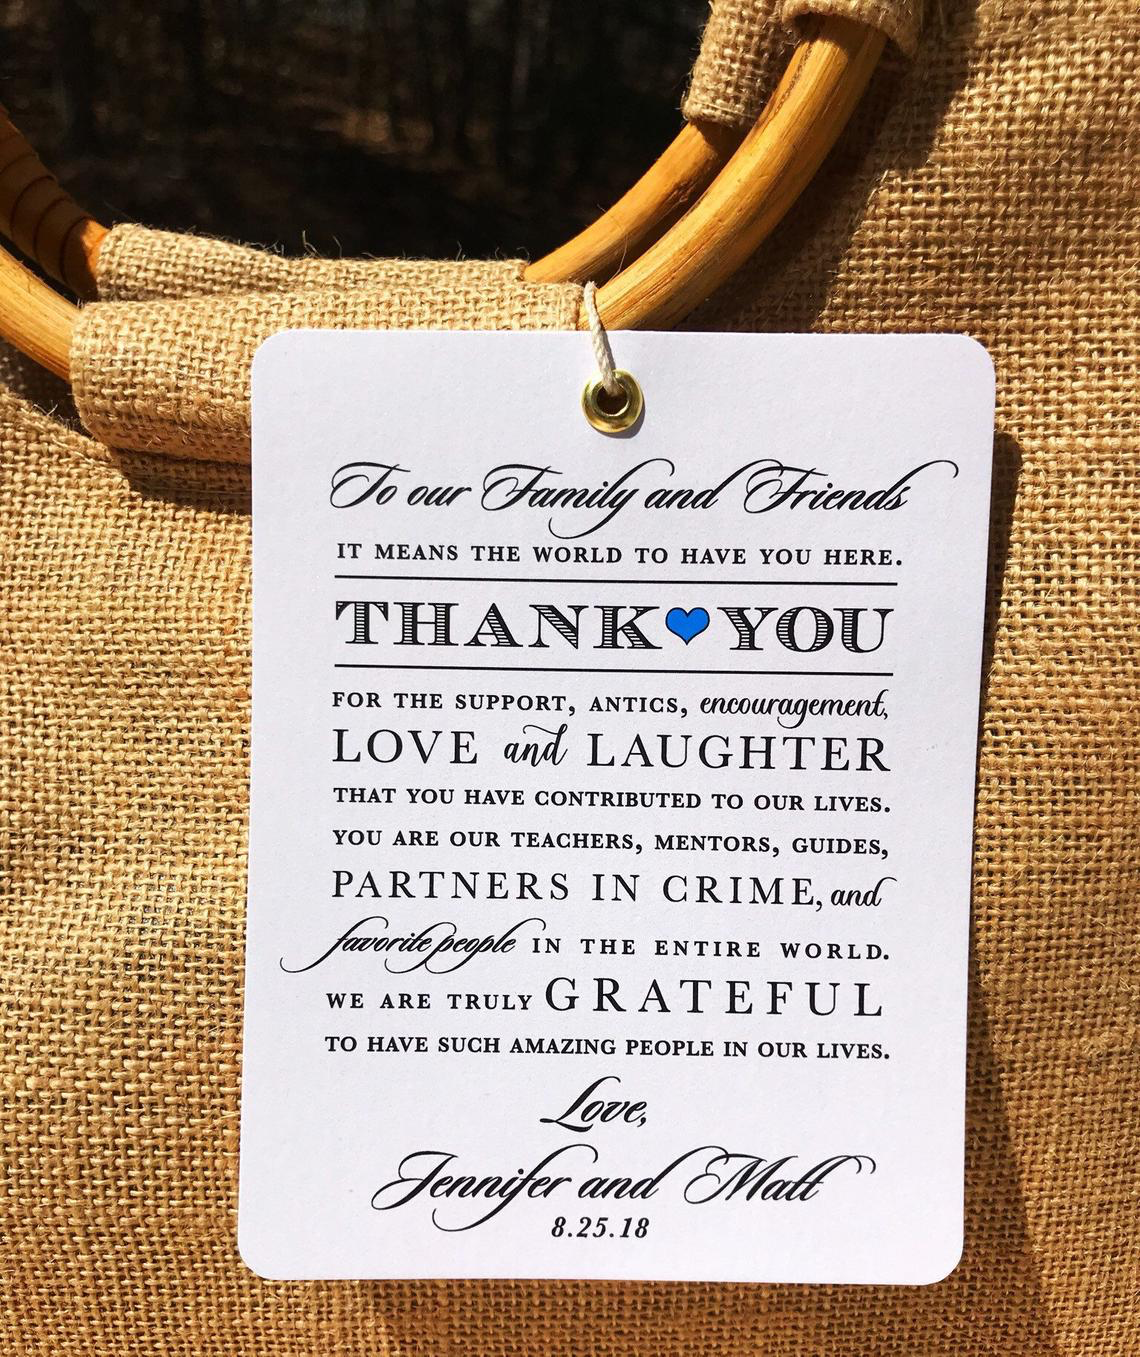 To our Family and Friends
IT MEANS THE WORLD TO HAVE YOU HERE.
THANK YOU
FOR THE SUPPORT, ANTICS, encouragement,
LOVE and LAUGHTER
THAT YOU HAVE CONTRIBUTED TO OUR LIVES.
YOU ARE OUR TEACHERS, MENTORS, GUIDES,
PARTNERS IN CRIME, and
favorite people IN THE ENTIRE WORLD.
WE ARE TRULY GRATEFUL
TO HAVE SUCH AMAZING PEOPLE IN OUR LIVES.
Love,
Jennifer and Matt
8.25.18